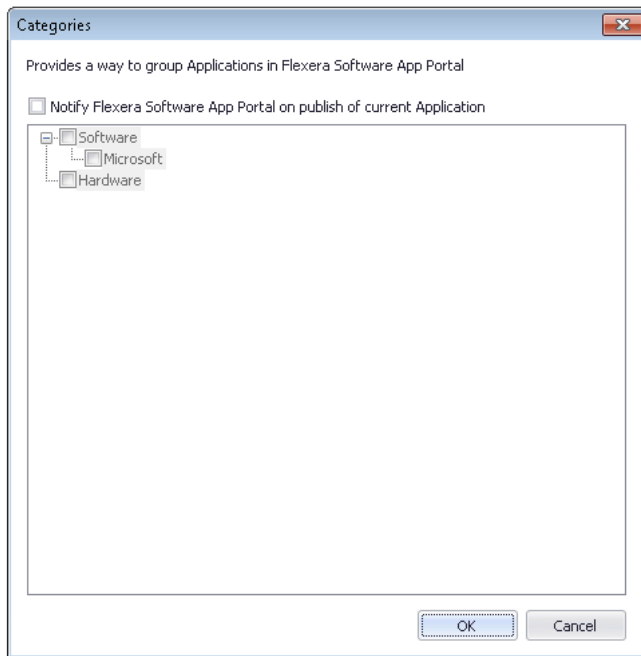 Categories
Provides a way to group Applications in Flexera Software App Portal
Notify Flexera Software App Portal on publish of current Application
Software
Microsoft
Hardware
OK Cancel